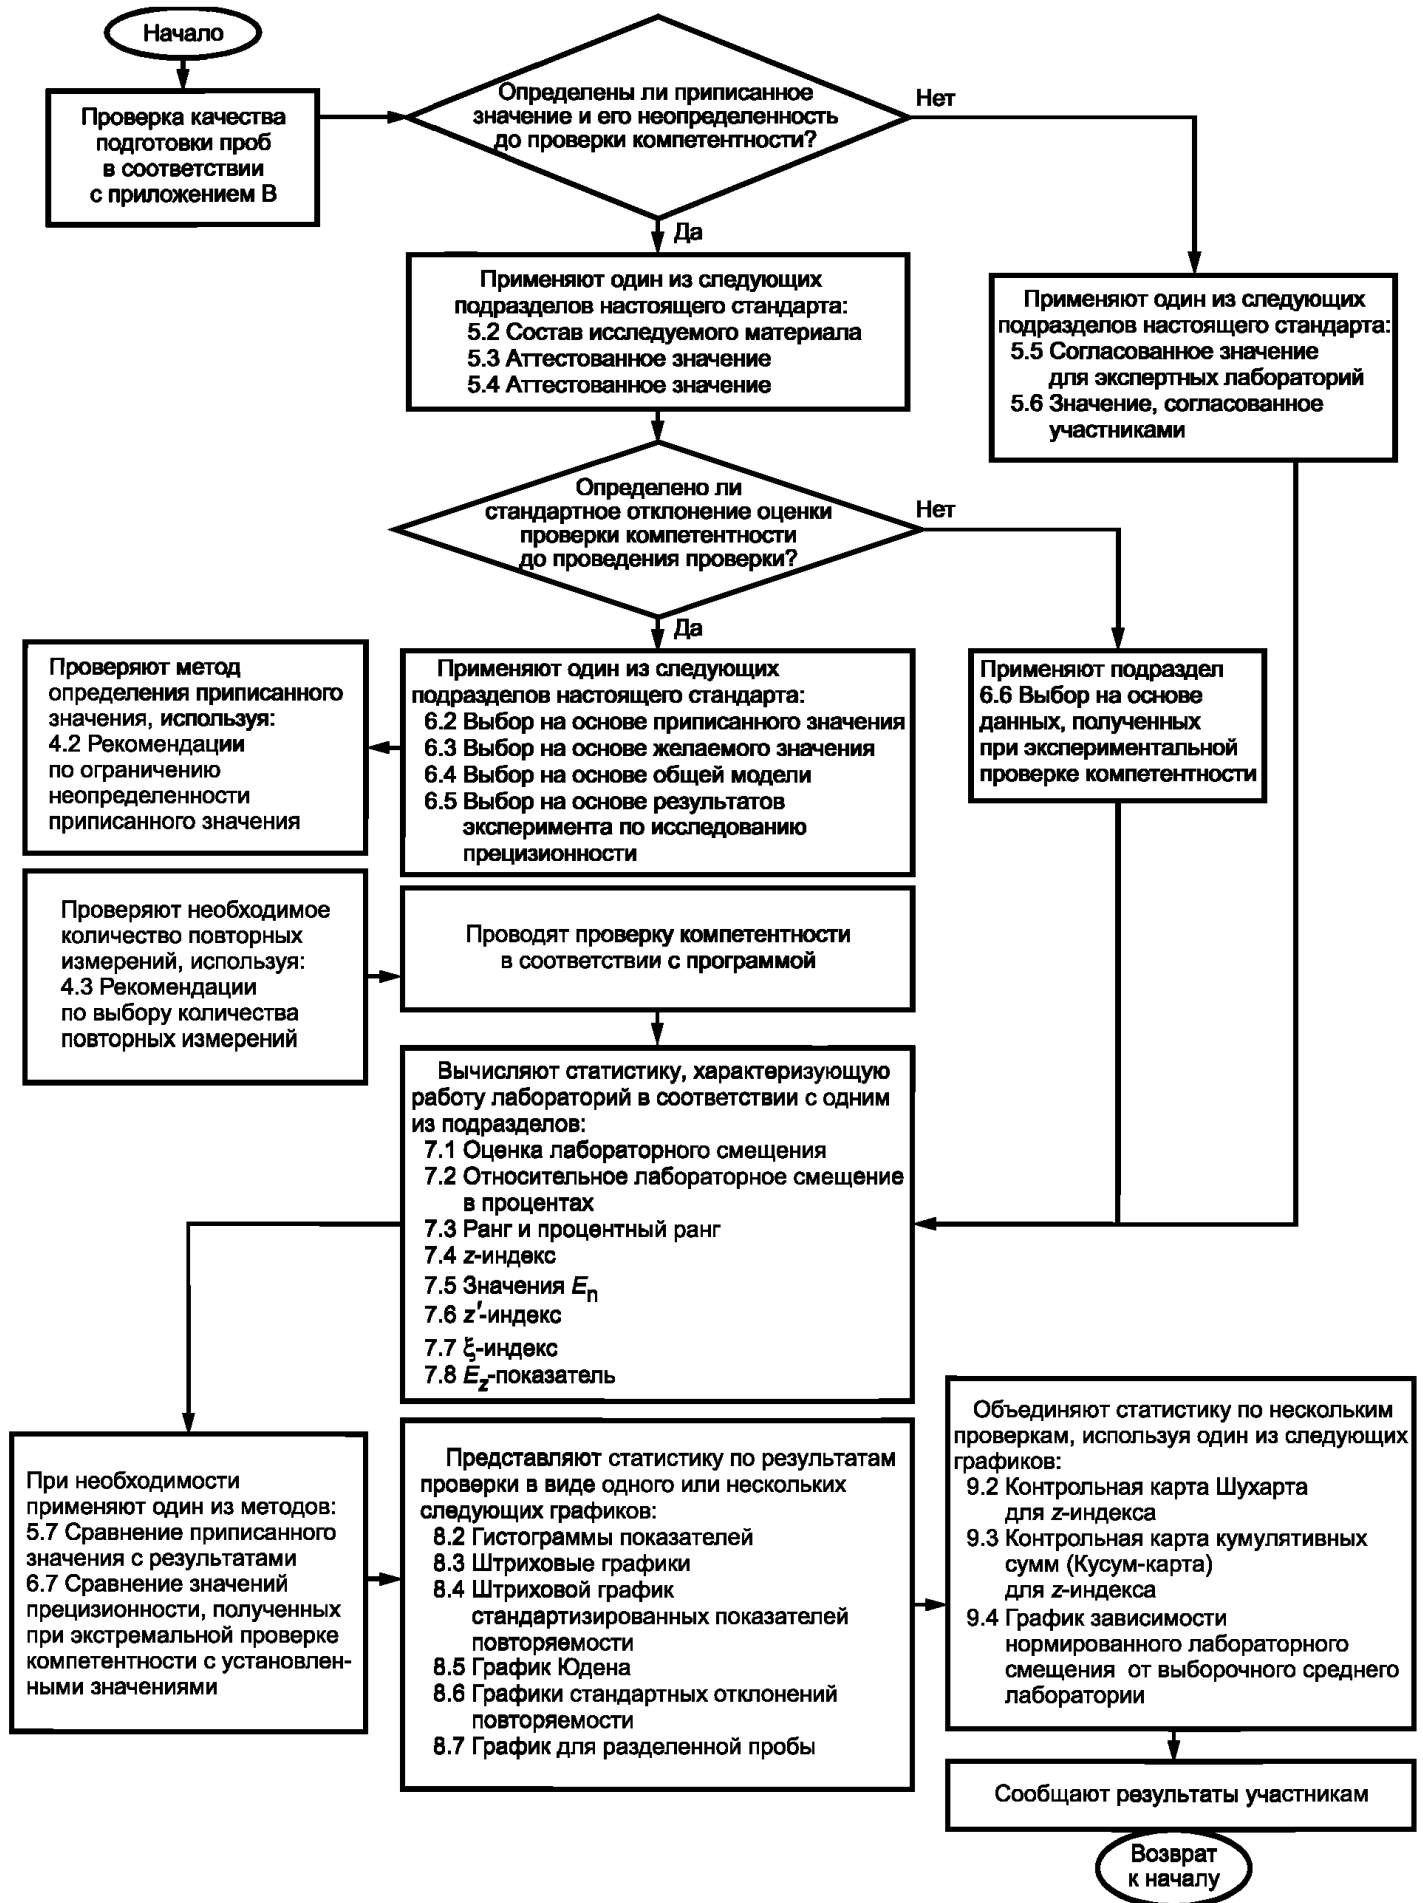 Начало
Проверка качества
подготовки проб
в соответствии
с приложением В
Определены ли приписанное
значение и его неопределенность
до проверки компетентности?
Нет
Да
Применяют один из следующих
подразделов настоящего стандарта:
5.2 Состав исследуемого материала
5.3 Аттестованное значение
5.4 Аттестованное значение
Применяют один из следующих
подразделов настоящего стандарта:
5.5 Согласованное значение
для экспертных лабораторий
5.6 Значение, согласованное
участниками
Определено ли
стандартное отклонение оценки
проверки компетентности
до проведения проверки?
Нет
Да
Проверяют метод
определения приписанного
значения, используя:
4.2 Рекомендации
по ограничению
неопределенности
приписанного значения
Применяют один из следующих
подразделов настоящего стандарта:
6.2 Выбор на основе приписанного значения
6.3 Выбор на основе желаемого значения
6.4 Выбор на основе общей модели
6.5 Выбор на основе результатов
эксперимента по исследованию
прецизионности
Применяют подраздел
6.6 Выбор на основе
данных, полученных
при экспериментальной
проверке компетентности
Проверяют необходимое
количество повторных
измерений, используя:
4.3 Рекомендации
по выбору количества
повторных измерений
Проводят проверку компетентности
в соответствии с программой
Вычисляют статистику, характеризующую
работу лабораторий в соответствии с одним
из подразделов:
7.1 Оценка лабораторного смещения
7.2 Относительное лабораторное смещение
в процентах
7.3 Ранг и процентный ранг
7.4 z-индекс
7.5 Значения En
7.6 z′-индекс
7.7 ξ-индекс
7.8 Ez-показатель
При необходимости
применяют один из методов:
5.7 Сравнение приписанного
значения с результатами
6.7 Сравнение значений
прецизионности, полученных
при экстремальной проверке
компетентности с установлен-
ными значениями
Представляют статистику по результатам
проверки в виде одного или нескольких
следующих графиков:
8.2 Гистограммы показателей
8.3 Штриховые графики
8.4 Штриховой график
стандартизированных показателей
повторяемости
8.5 График Юдена
8.6 Графики стандартных отклонений
повторяемости
8.7 График для разделенной пробы
Объединяют статистику по нескольким
проверкам, используя один из следующих
графиков:
9.2 Контрольная карта Шухарта
для z-индекса
9.3 Контрольная карта кумулятивных
сумм (Кусум-карта)
для z-индекса
9.4 График зависимости
нормированного лабораторного
смещения от выборочного среднего
лаборатории
Сообщают результаты участникам
Возврат
к началу